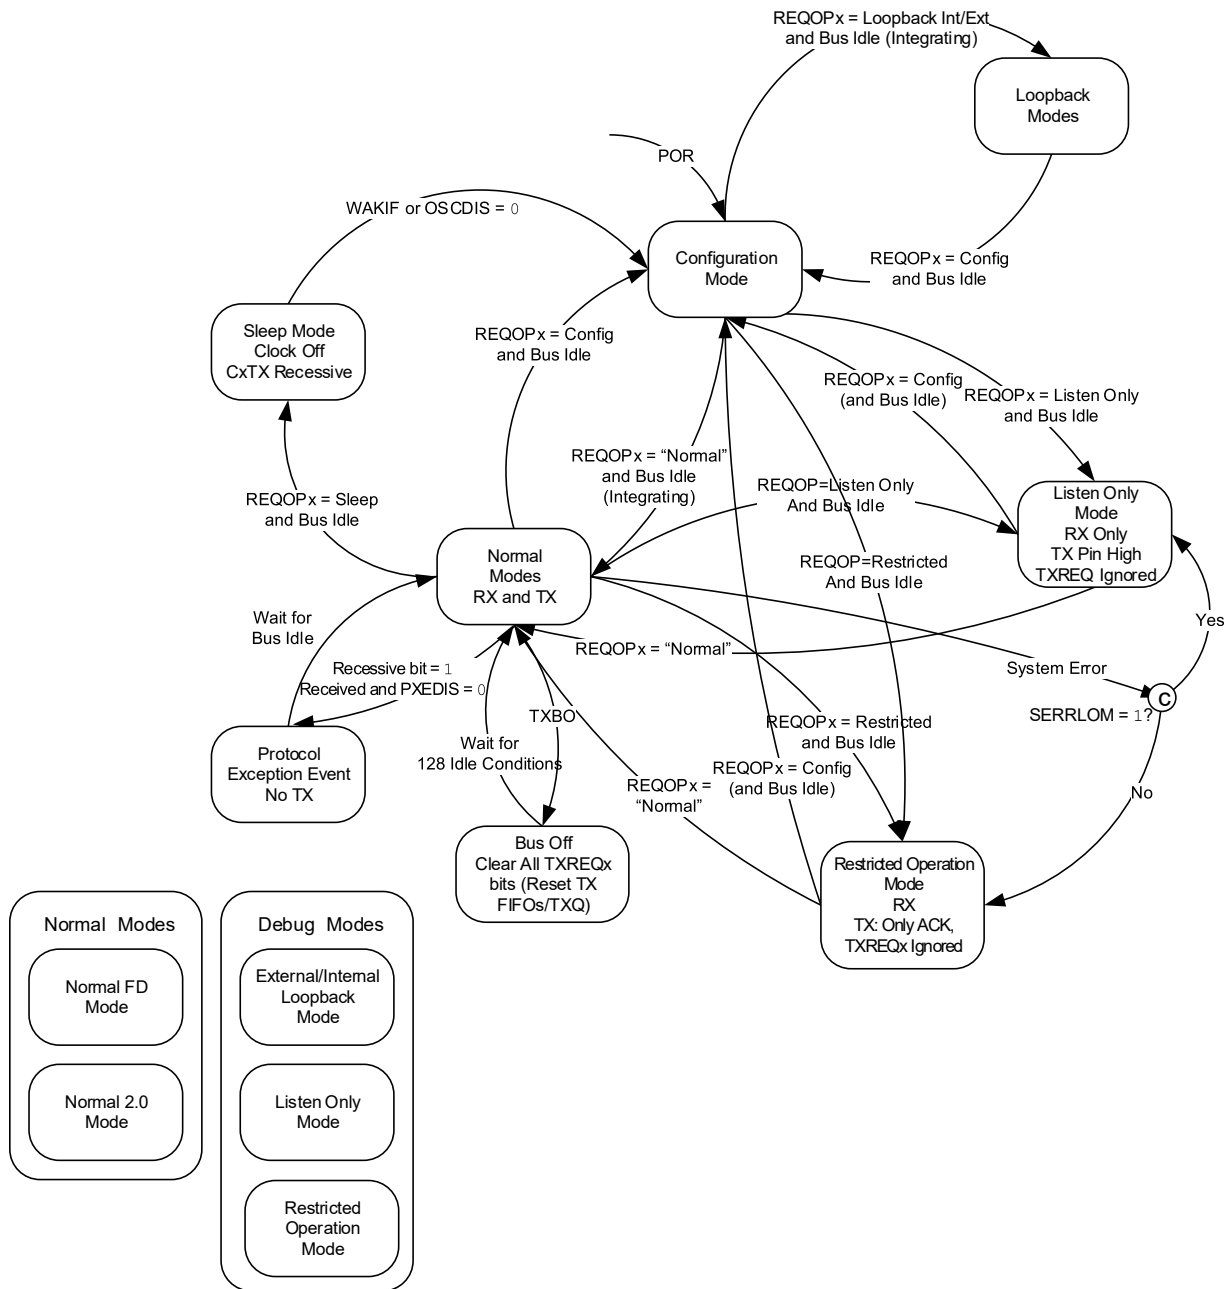 REQOPx = Loopback Int/Ext
and Bus Idle (Integrating)
Loopback
Modes
POR
WAKIF or OSCDIS = 0
Configuration
Mode
REQOPx = Config
and Bus Idle
Sleep Mode
Clock Off
CxTX Recessive
REQOPx = Config
and Bus Idle
REQOPx = Config
(and Bus Idle)
REQOPx = Listen Only
and Bus Idle
REQOPx = “Normal”
and Bus Idle
(Integrating)
REQOP=Listen Only
And Bus Idle
REQOPx = Sleep
and Bus Idle
Listen Only
Mode
RX Only
TX Pin High
TXREQ Ignored
Normal
Modes
RX and TX
REQOP=Restricted
And Bus Idle
Wait for
Bus Idle
Yes
REQOPx = “Normal”
Recessive bit = 1
Received and PXEDIS = 0
System Error
C
SERRLOM = 1?
TXBO
REQOPx = Restricted
and Bus Idle
Wait for
128 Idle Conditions
Protocol
Exception Event
No TX
REQOPx = Config
(and Bus Idle)
REQOPx =
“Normal”
No
Bus Off
Clear All TXREQx
bits (Reset TX
FIFOs/TXQ)
Restricted Operation
Mode
RX
TX: Only ACK,
TXREQx Ignored
Normal Modes
Normal FD
Mode
Normal 2.0
Mode
Debug Modes
External/Internal
Loopback
Mode
Listen Only
Mode
Restricted
Operation
Mode